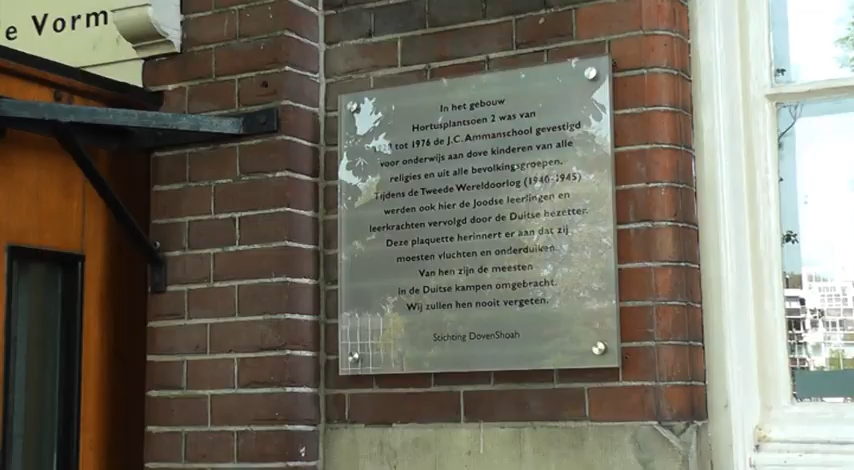 e Vorm
In het gebouw
Hortusplantsoen 2 was van
tot 1976 de J.C. Ammanschool gevestigd
voor onderwijs aan dove kinderen van alle
religies en uit alle bevolkingsgroepen.
Tijdens de Tweede Wereldoorlog (1940-1945)
werden ook hier de Joodse leerlingen en
leerkrachten vervolgd door de Duitse bezetter.
Deze plaquette herinnert er aan dat zij
moesten vluchten en onderduiken.
Van hen zijn de meesten
in de Duitse kampen omgebracht.
Wij zullen hen nooit vergeten.
Stichting DovenShoah